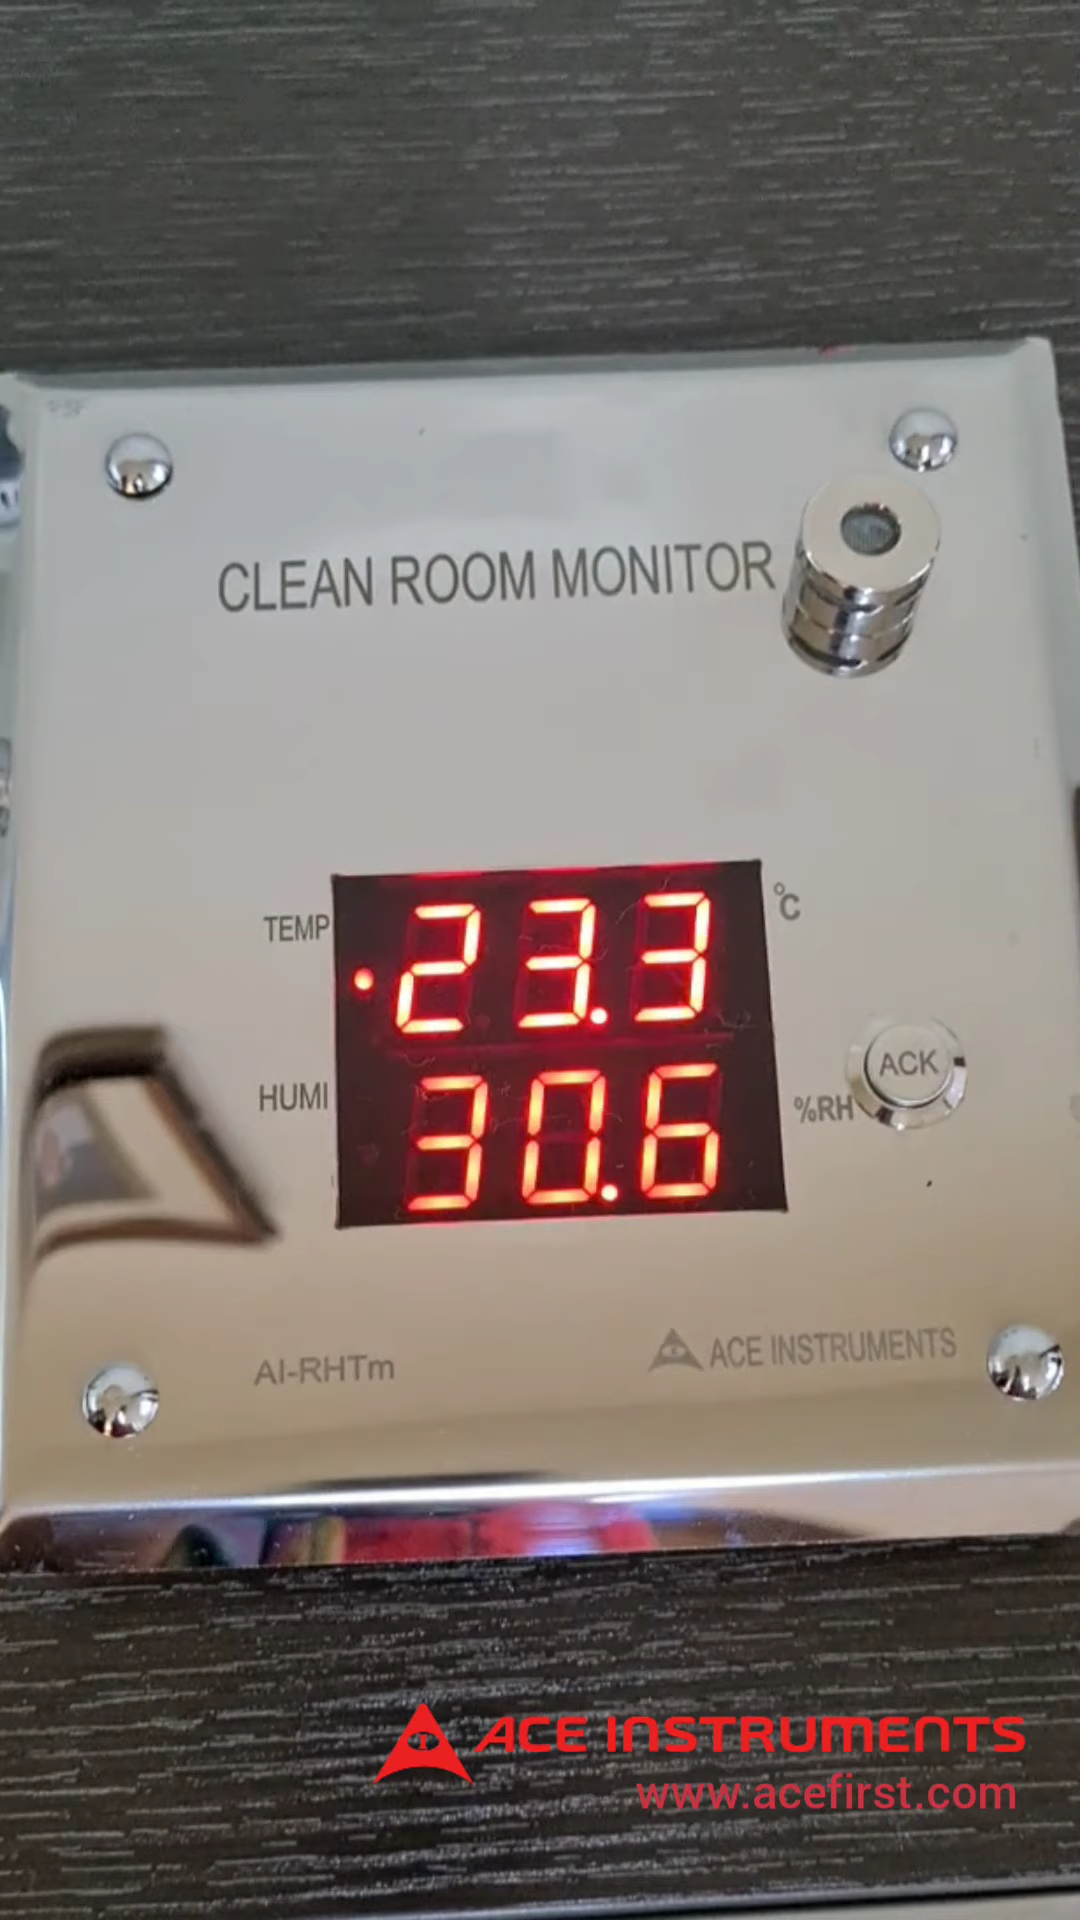 CLEAN ROOM MONITOR
TEMP 23.3 °C
ACK
HUMI 30.6 %RH
AI-RHTm
ACE INSTRUMENTS
ACE INSTRUMENTS
www.acefirst.com